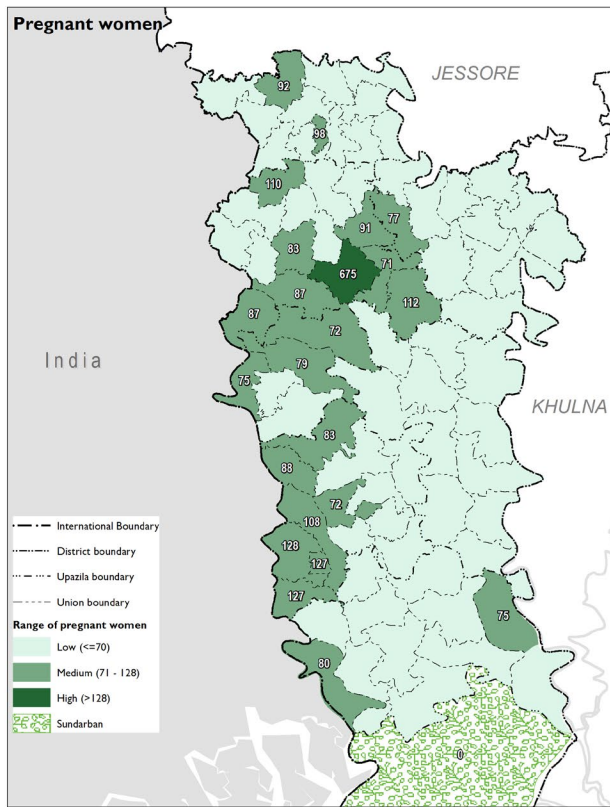 Pregnant women
JESSORE
92
98
110
77
91
83
71
675
87
112
87
72
India
79
75
KHULNA
83
88
72
108
128
127
127
75
80
0
International Boundary
District boundary
Upazila boundary
Union boundary
Range of pregnant women
Low (<=70)
Medium (71 - 128)
High (>128)
Sundarban